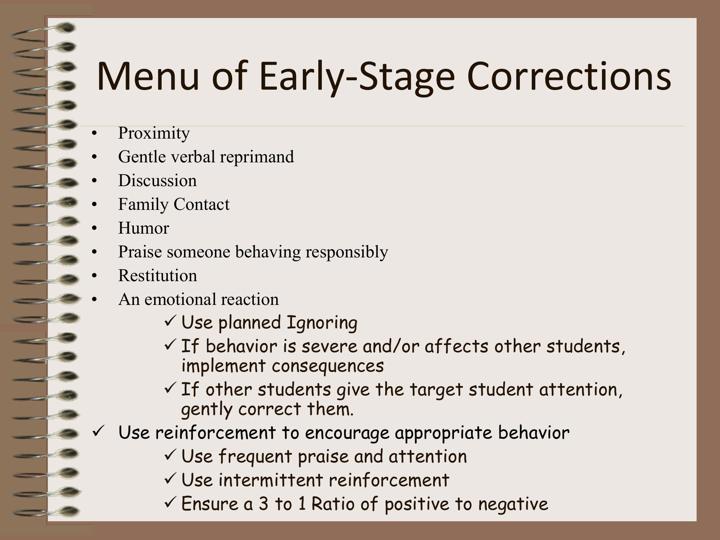 Menu of Early-Stage Corrections
• Proximity
• Gentle verbal reprimand
• Discussion
• Family Contact
• Humor
• Praise someone behaving responsibly
• Restitution
• An emotional reaction
✓ Use planned Ignoring
✓ If behavior is severe and/or affects other students,
implement consequences
✓ If other students give the target student attention,
gently correct them.
✓ Use reinforcement to encourage appropriate behavior
✓ Use frequent praise and attention
✓ Use intermittent reinforcement
✓ Ensure a 3 to 1 Ratio of positive to negative